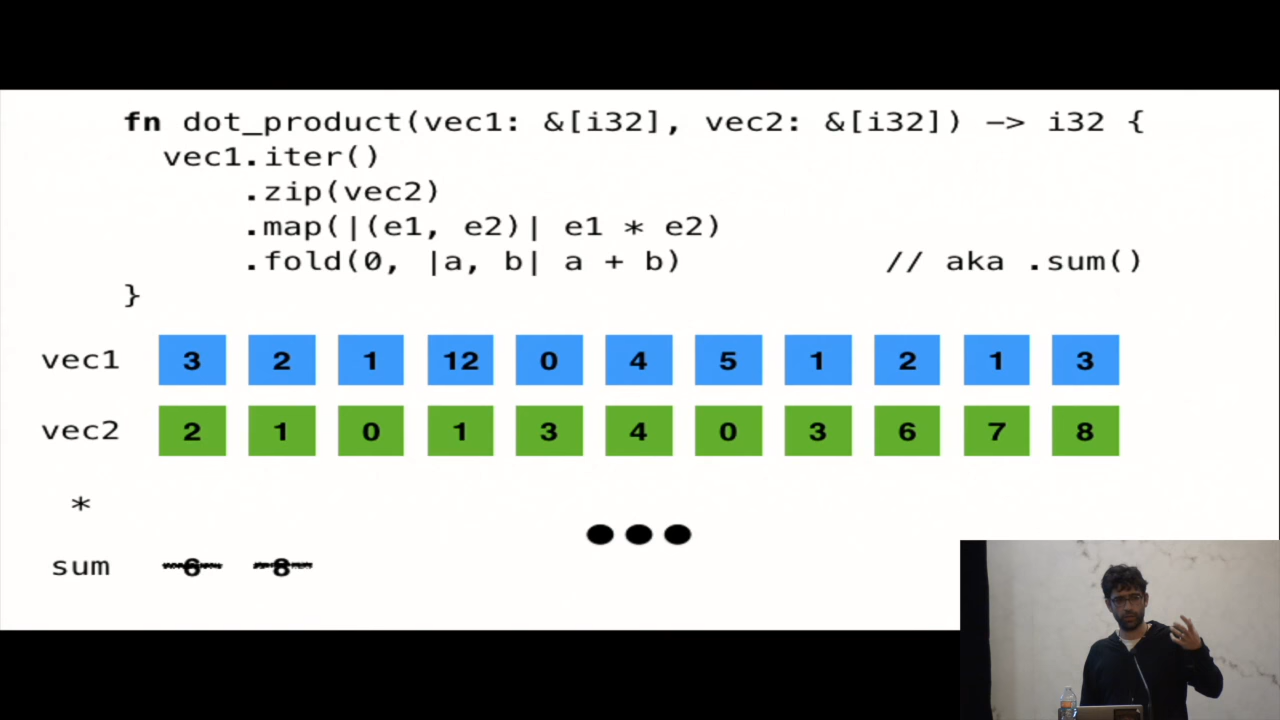 fn dot_product(vec1: &[i32], vec2: &[i32]) —> i32 {
vec1.iter()
.zip(vec2)
.map(|(e1, e2)| e1 * e2)
.fold(0, |a, b| a + b) // aka .sum()
}
vec1 3 2 1 12 0 4 5 1 2 1 3
vec2 2 1 0 1 3 4 0 3 6 7 8
*
sum 6 8